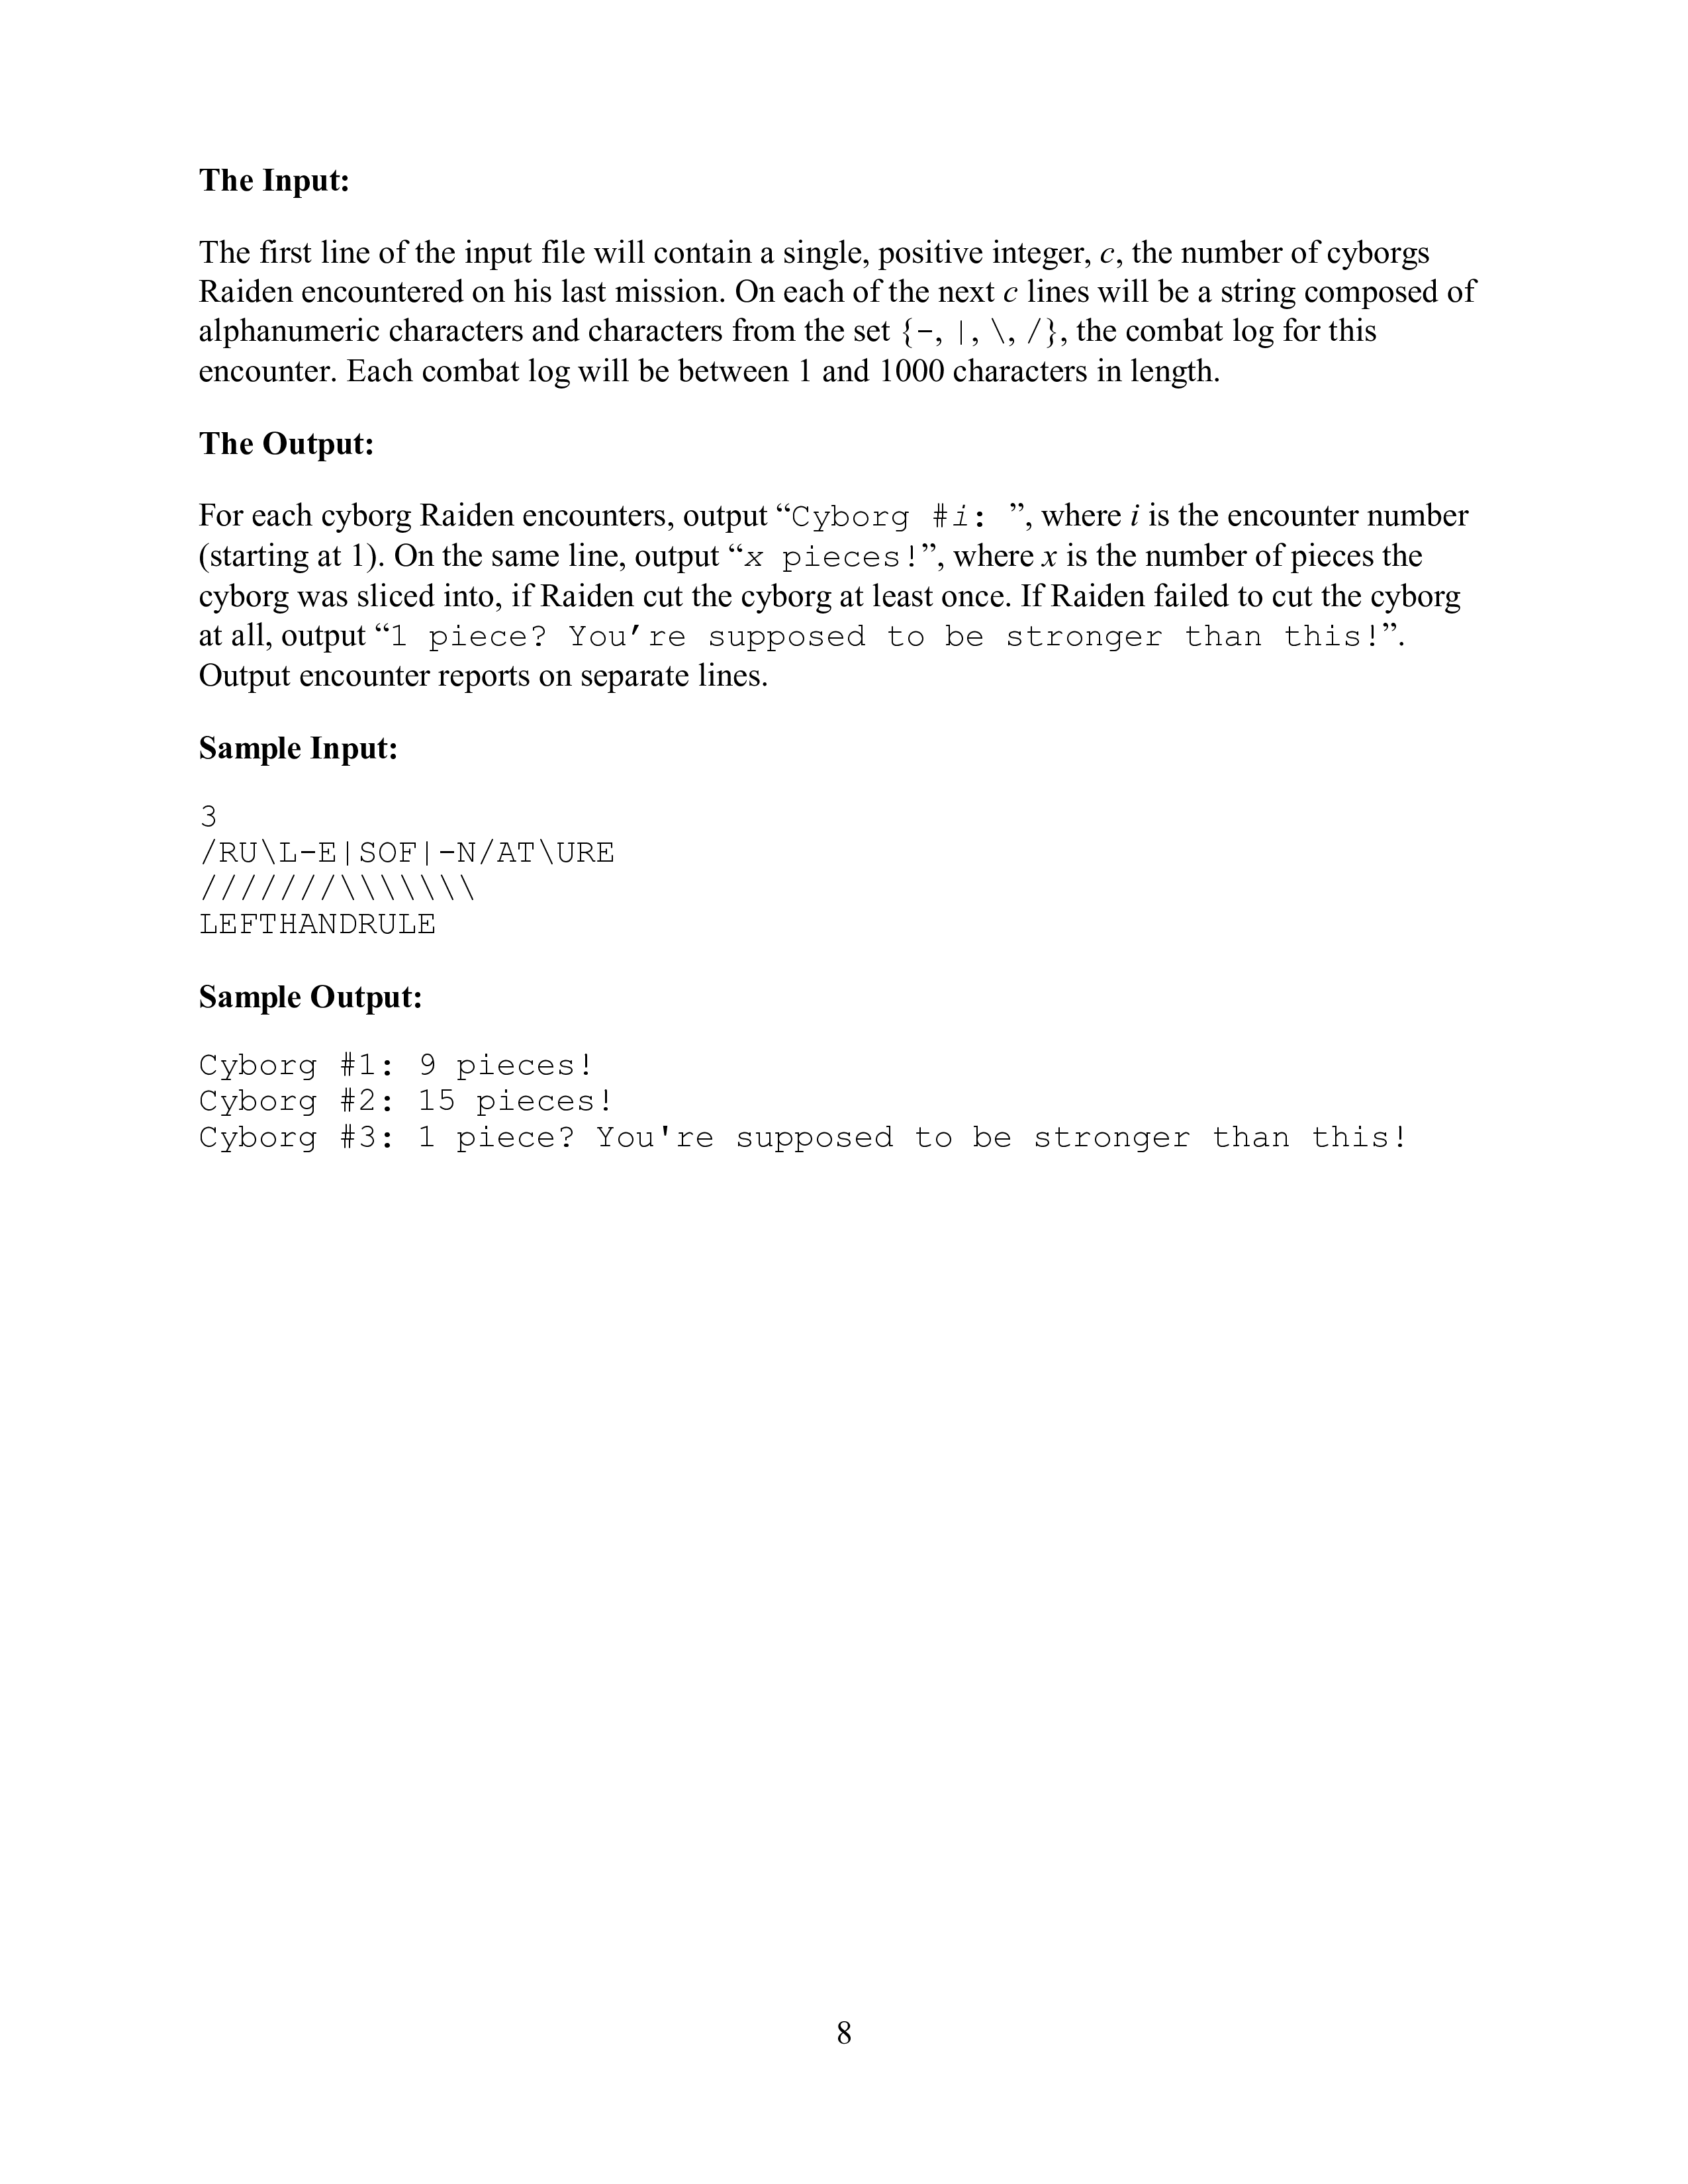 The Input:
The first line of the input file will contain a single, positive integer, c, the number of cyborgs
Raiden encountered on his last mission. On each of the next c lines will be a string composed of
alphanumeric characters and characters from the set {-, |, \, /}, the combat log for this
encounter. Each combat log will be between 1 and 1000 characters in length.
The Output:
For each cyborg Raiden encounters, output “Cyborg #i: ”, where i is the encounter number
(starting at 1). On the same line, output “x pieces!”, where x is the number of pieces the
cyborg was sliced into, if Raiden cut the cyborg at least once. If Raiden failed to cut the cyborg
at all, output “1 piece? You’re supposed to be stronger than this!”.
Output encounter reports on separate lines.
Sample Input:
3
/RU\L-E|SOF|-N/AT\URE
///////\\\\\\\
LEFTHANDRULE
Sample Output:
Cyborg #1: 9 pieces!
Cyborg #2: 15 pieces!
Cyborg #3: 1 piece? You're supposed to be stronger than this!
8